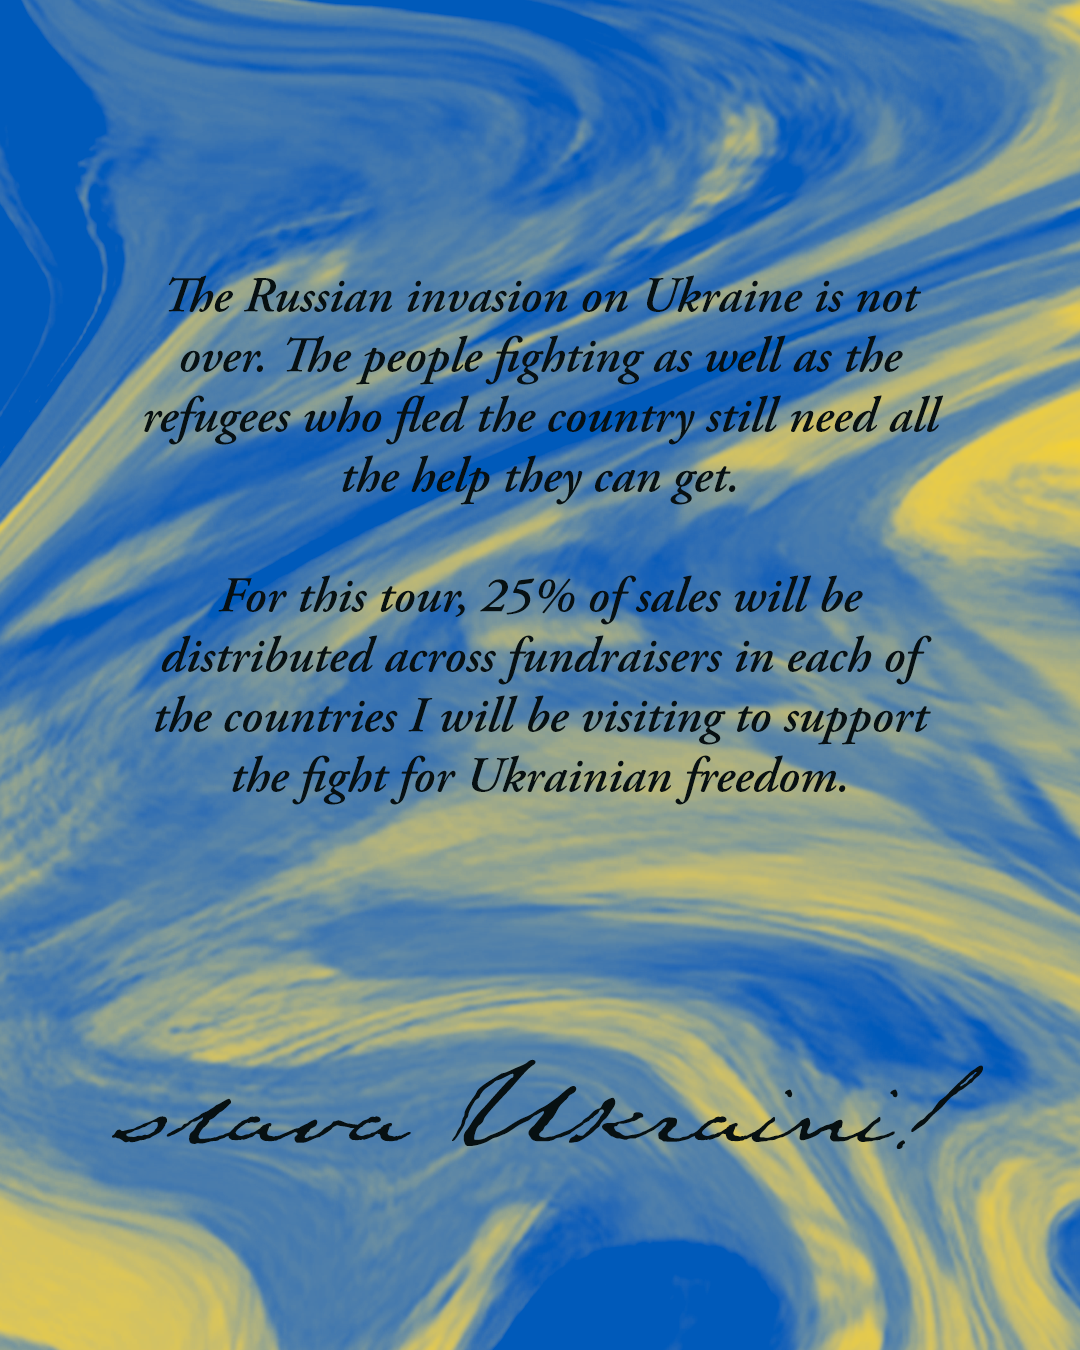 The Russian invasion on Ukraine is not
over. The people fighting as well as the
refugees who fled the country still need all
the help they can get.
For this tour, 25% of sales will be
distributed across fundraisers in each of
the countries I will be visiting to support
the fight for Ukrainian freedom.
slava Ukraini!